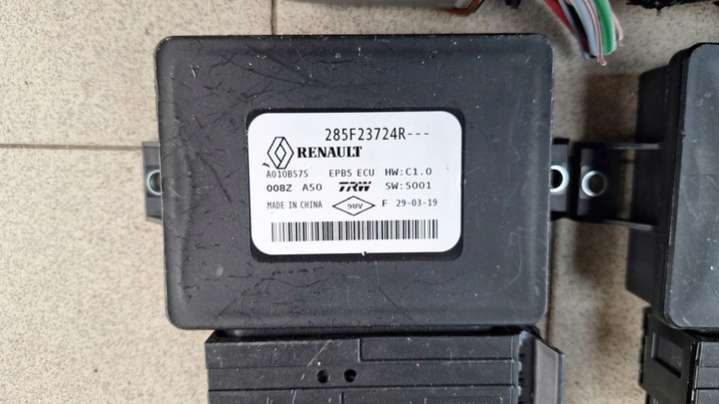 285F23724R---
RENAULT
A010B575 EPB5 ECU HW:C1.0
008Z A50 TRW SW:5001
MADE IN CHINA 98V F 29-03-19